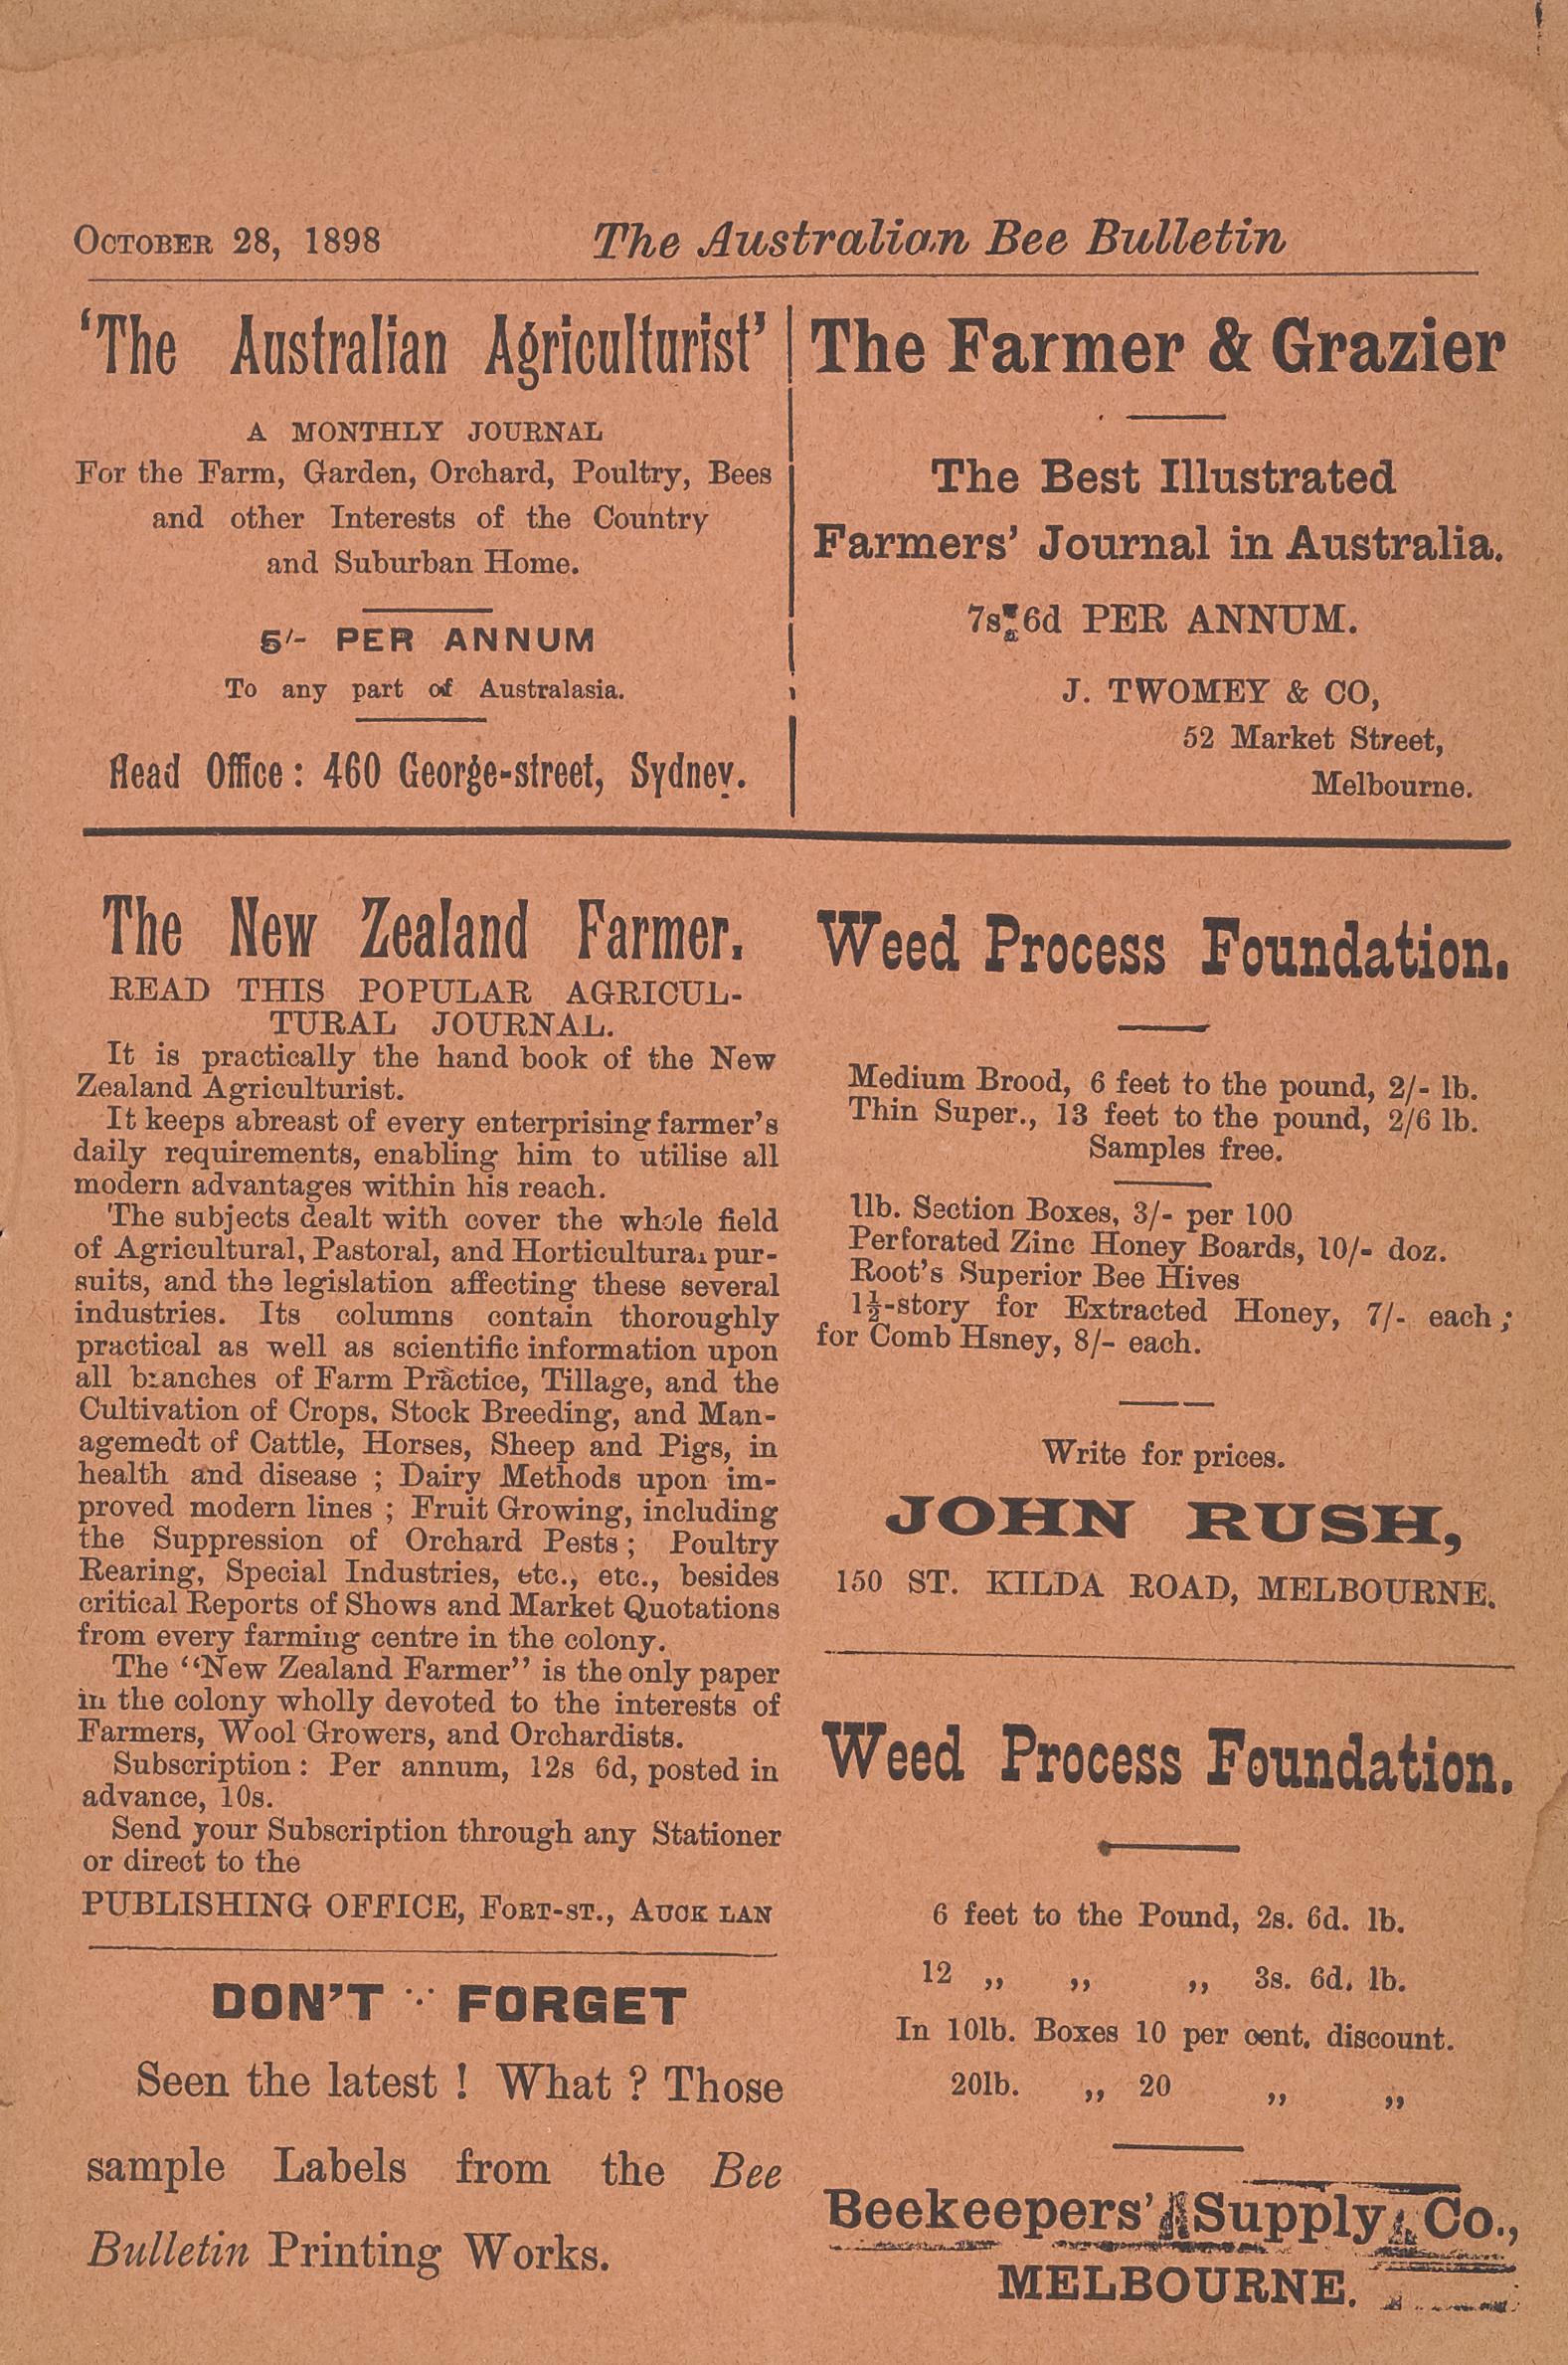 OCTOBER 28, 1898 The Australian Bee Bulletin
'The Australian Agriculturist'
A MONTHLY JOURNAL
For the Farm, Garden, Orchard, Poultry, Bees
and other Interests of the Country
and Suburban Home.
5/- PER ANNUM
To any part of Australasia.
Head Office: 460 George-street, Sydney.
The Farmer & Grazier
The Best Illustrated
Farmers' Journal in Australia.
7s 6d PER ANNUM.
J. TWOMEY & CO,
52 Market Street,
Melbourne.
The New Zealand Farmer.
READ THIS POPULAR AGRICUL-
TURAL JOURNAL.
It is practically the hand book of the New
Zealand Agriculturist.
It keeps abreast of every enterprising farmer's
daily requirements, enabling him to utilise all
modern advantages within his reach.
The subjects dealt with cover the whole field
of Agricultural, Pastoral, and Horticultural pur-
suits, and the legislation affecting these several
industries. Its columns contain thoroughly
practical as well as scientific information upon
all branches of Farm Practice, Tillage, and the
Cultivation of Crops, Stock Breeding, and Man-
agemedt of Cattle, Horses, Sheep and Pigs, in
health and disease ; Dairy Methods upon im-
proved modern lines ; Fruit Growing, including
the Suppression of Orchard Pests; Poultry
Rearing, Special Industries, etc., etc., besides
critical Reports of Shows and Market Quotations
from every farming centre in the colony.
The "New Zealand Farmer" is the only paper
in the colony wholly devoted to the interests of
Farmers, Wool Growers, and Orchardists.
Subscription: Per annum, 12s 6d, posted in
advance, 10s.
Send your Subscription through any Stationer
or direct to the
PUBLISHING OFFICE, FORT-ST., AUCK LAN
DON'T FORGET
Seen the latest ! What ? Those
sample Labels from the Bee
Bulletin Printing Works.
Weed Process Foundation.
Medium Brood, 6 feet to the pound, 2/- lb.
Thin Super., 13 feet to the pound, 2/6 lb.
Samples free.
1lb. Section Boxes, 3/- per 100
Perforated Zinc Honey Boards, 10/- doz.
Root's Superior Bee Hives
1½-story for Extracted Honey, 7/- each;
for Comb Hsney, 8/- each.
Write for prices.
JOHN RUSH,
150 ST. KILDA ROAD, MELBOURNE.
Weed Process Foundation.
6 feet to the Pound, 2s. 6d. lb.
12 ,, ,, ,, 3s. 6d. lb.
In 10lb. Boxes 10 per cent. discount.
20lb. ,, 20 ,, ,,
Beekeepers' Supply Co.,
MELBOURNE.